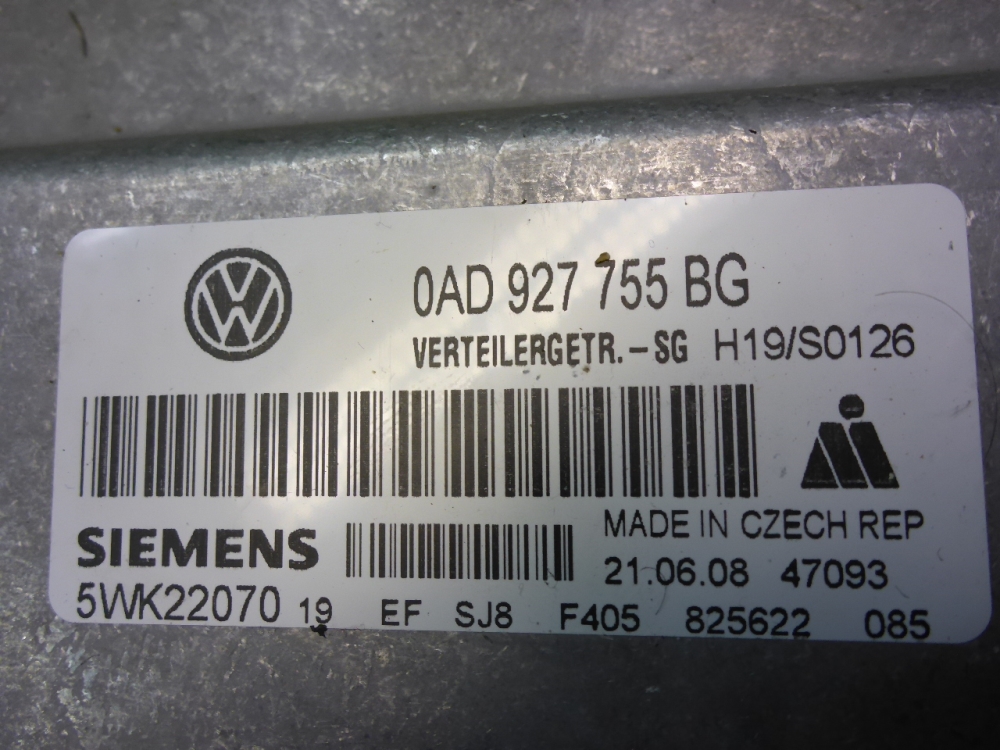 0AD 927 755 BG
VERTEILERGETR.-SG H19/S0126
SIEMENS
MADE IN CZECH REP
21.06.08 47093
5WK22070 19 EF SJ8 F405 825622 085